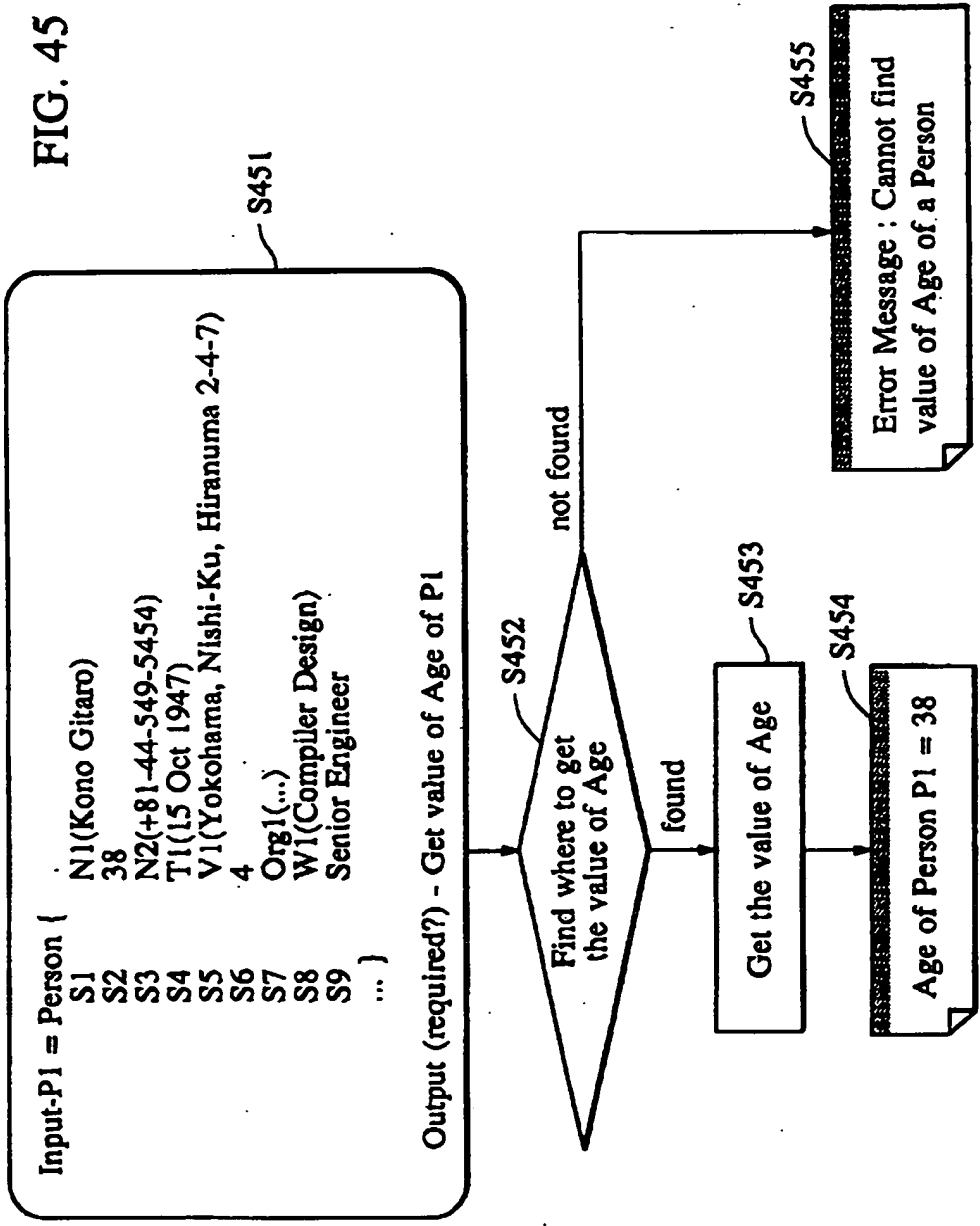 FIG. 45
Input-P1 = Person {
S1 N1(Kono Gitaro)
S2 38
S3 N2(+81-44-549-5454)
S4 T1(15 Oct 1947)
S5 V1(Yokohama, Nishi-Ku, Hiranuma 2-4-7)
S6 4
S7 Org1(...)
S8 W1(Compiler Design)
S9 Senior Engineer
... }
Output (required?) - Get value of Age of P1
S451
S452
Find where to get
the value of Age
found
not found
S453
Get the value of Age
S454
Age of Person P1 = 38
S455
Error Message : Cannot find
value of Age of a Person